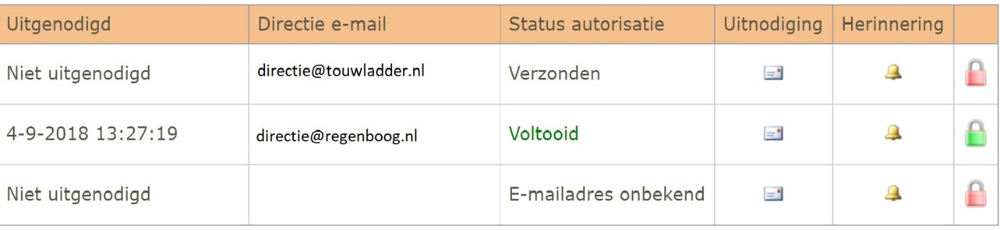 Uitgenodigd Directie e-mail Status autorisatie Uitnodiging Herinnering
Niet uitgenodigd directie@touwladder.nl Verzonden
4-9-2018 13:27:19 directie@regenboog.nl Voltooid
Niet uitgenodigd E-mailadres onbekend